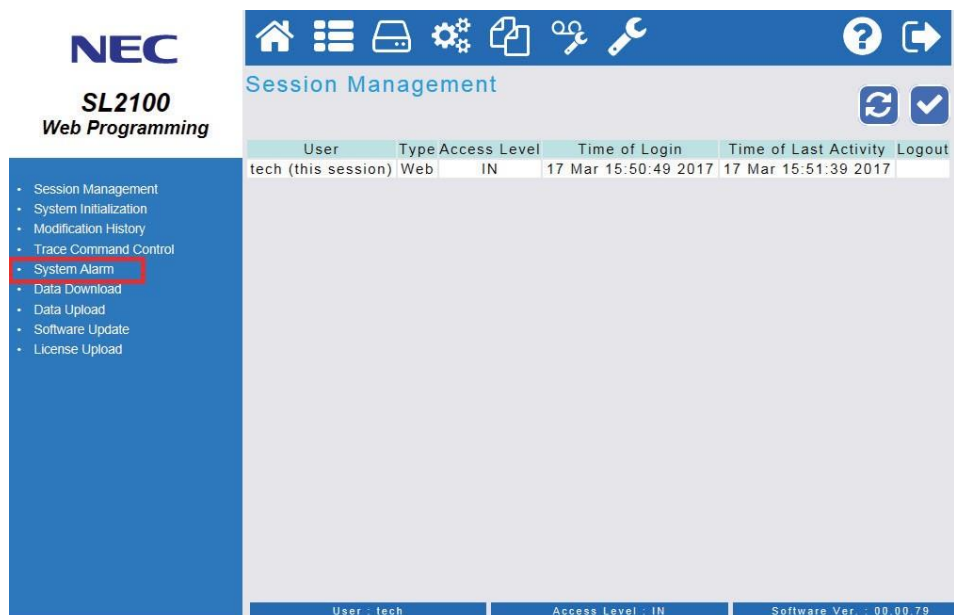 NEC
SL2100
Web Programming
• Session Management
• System Initialization
• Modification History
• Trace Command Control
• System Alarm
• Data Download
• Data Upload
• Software Update
• License Upload
?
Session Management
User Type Access Level Time of Login Time of Last Activity Logout
tech (this session) Web IN 17 Mar 15:50:49 2017 17 Mar 15:51:39 2017
User : tech Access Level : IN Software Ver. : 00.00.79